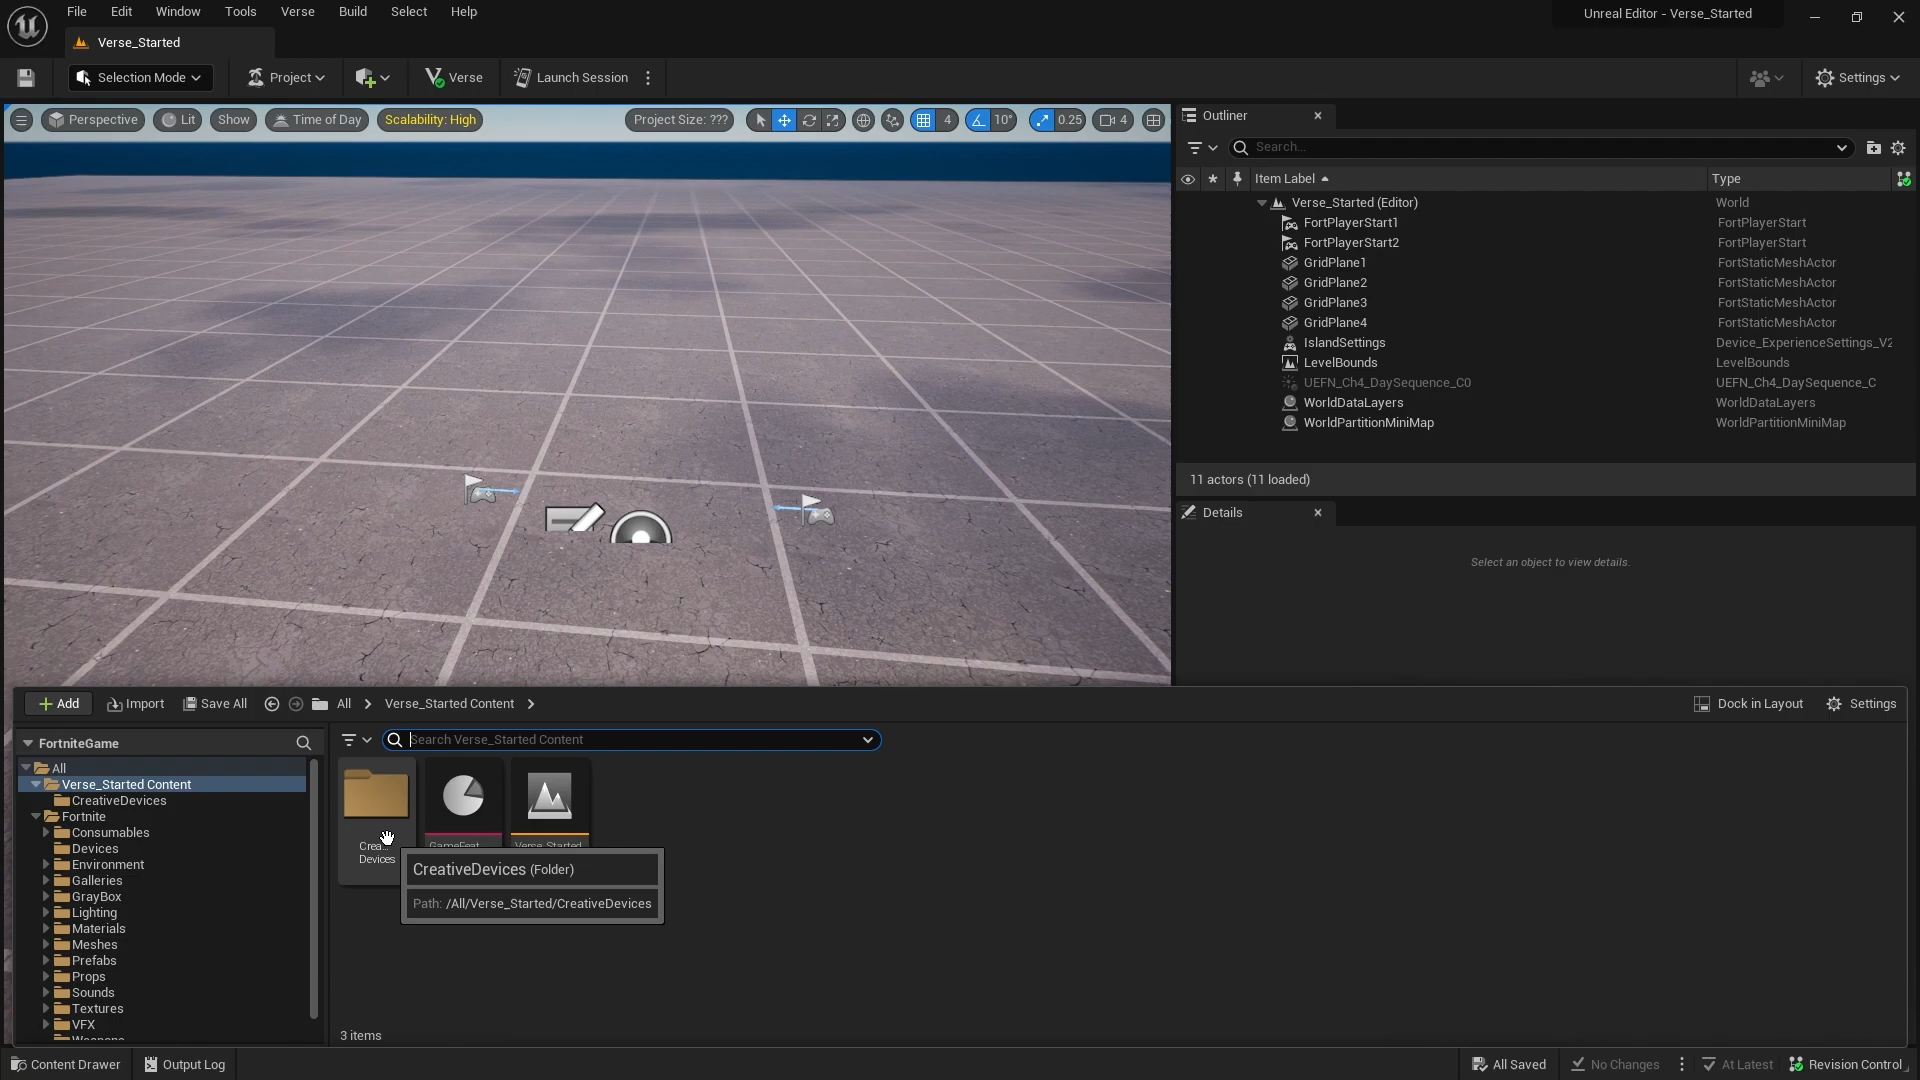 File Edit Window Tools Verse Build Select Help
Unreal Editor - Verse_Started
Verse_Started
Selection Mode Project Verse Launch Session Settings
Perspective Lit Show Time of Day Scalability: High Project Size: ??? 4 10° 0.25 4
Outliner
Search...
Item Label Type
Verse_Started (Editor) World
FortPlayerStart1 FortPlayerStart
FortPlayerStart2 FortPlayerStart
GridPlane1 FortStaticMeshActor
GridPlane2 FortStaticMeshActor
GridPlane3 FortStaticMeshActor
GridPlane4 FortStaticMeshActor
IslandSettings Device_ExperienceSettings_V2
LevelBounds LevelBounds
UEFN_Ch4_DaySequence_C0 UEFN_Ch4_DaySequence_C
WorldDataLayers WorldDataLayers
WorldPartitionMiniMap WorldPartitionMiniMap
11 actors (11 loaded)
Details
Select an object to view details.
Add Import Save All All Verse_Started Content Dock in Layout Settings
FortniteGame
Search Verse_Started Content
All
Verse_Started Content
CreativeDevices
Fortnite
Consumables
Devices
Environment
Galleries
GrayBox
Lighting
Materials
Meshes
Prefabs
Props
Sounds
Textures
VFX
Crea...
Devices
GameFeat
Verse_Started
CreativeDevices (Folder)
Path: /All/Verse_Started/CreativeDevices
3 items
Content Drawer Output Log All Saved No Changes At Latest Revision Control